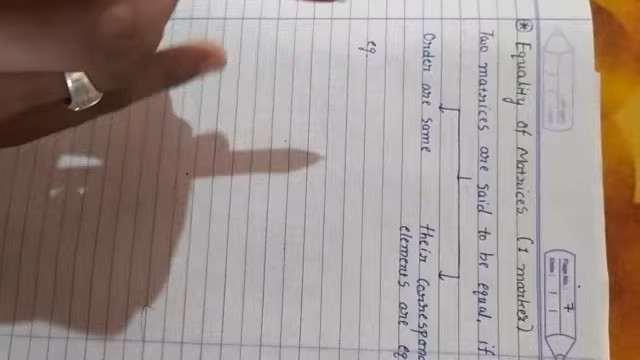 Page No. 7
Date
* Equality of Matrices (1 marker)
Two matrices are said to be equal, if
Order are same
their correspon
elements are eq
eg.